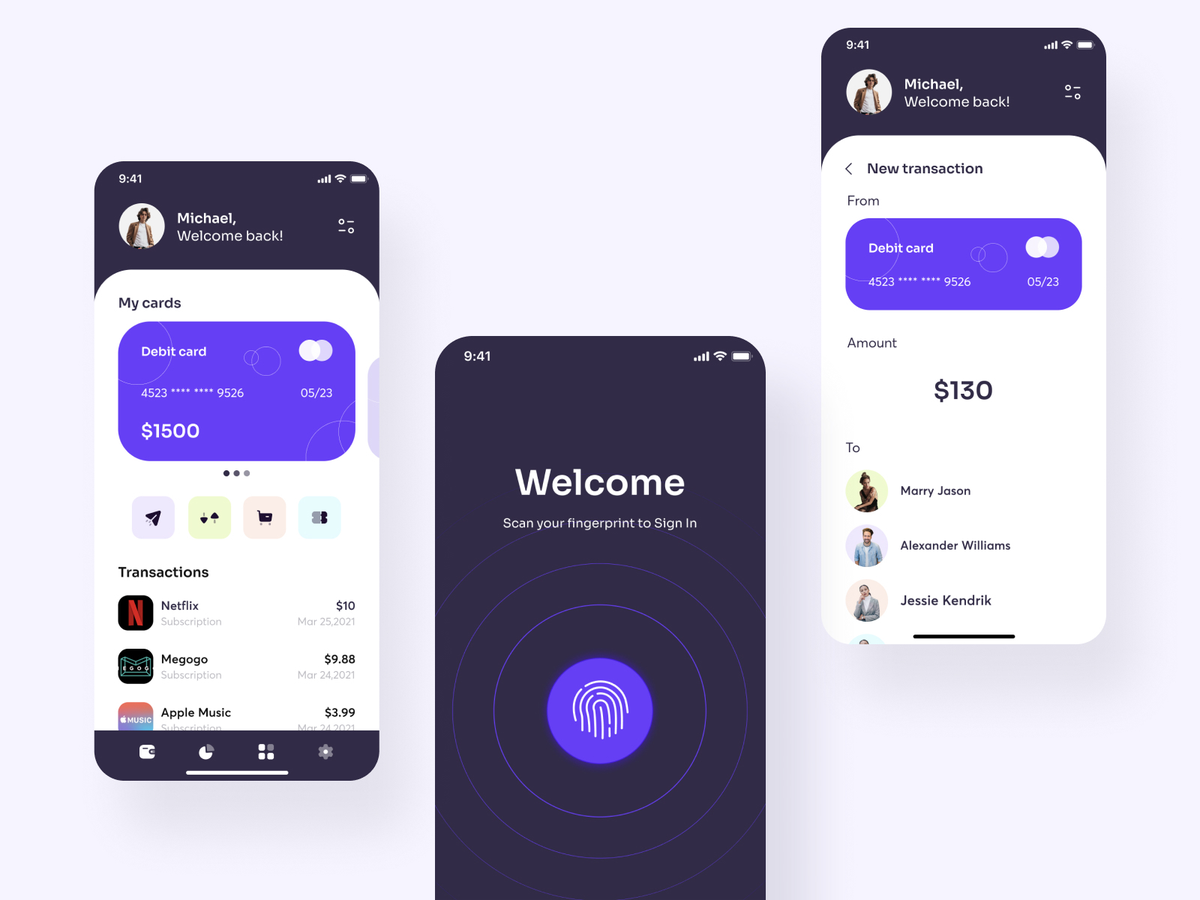 9:41
Michael,
Welcome back!
My cards
Debit card
4523 **** **** 9526 05/23
$1500
Transactions
Netflix $10
Subscription Mar 25,2021
Megogo $9.88
Subscription Mar 24,2021
EGOG
Apple Music $3.99
MUSIC
Subscription Mar 24,2021
9:41
Welcome
Scan your fingerprint to Sign In
9:41
Michael,
Welcome back!
New transaction
From
Debit card
4523 **** **** 9526 05/23
Amount
$130
To
Marry Jason
Alexander Williams
Jessie Kendrik